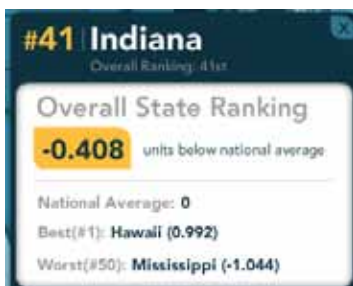 #41 Indiana
Overall Ranking: 41st
Overall State Ranking
-0.408 units below national average
National Average: 0
Best(#1): Hawaii (0.992)
Worst(#50): Mississippi (-1.044)